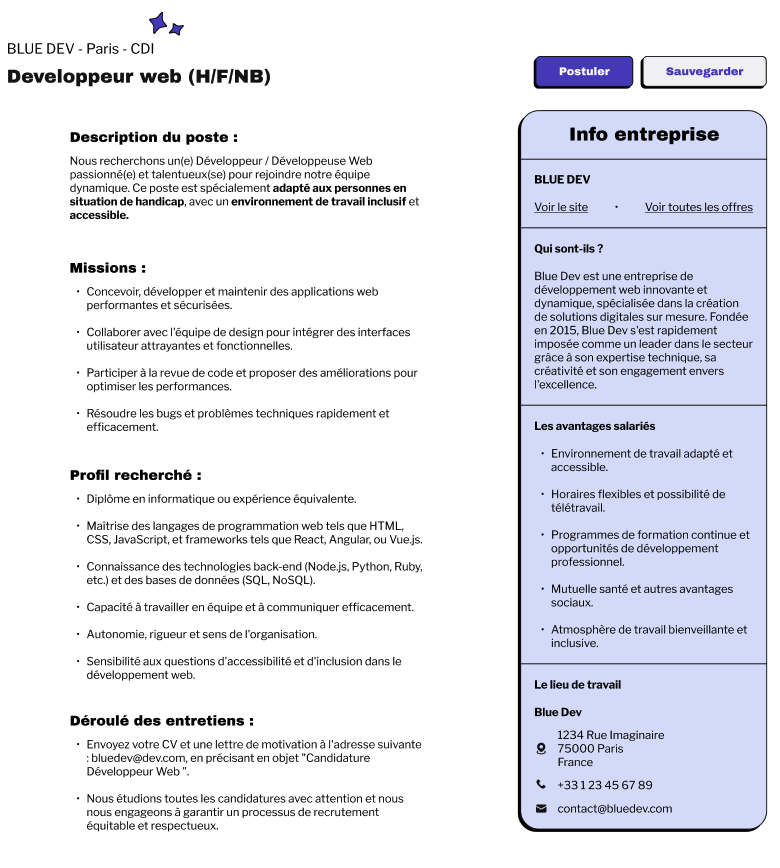 BLUE DEV - Paris - CDI
Developpeur web (H/F/NB)
Postuler
Sauvegarder
Description du poste :
Nous recherchons un(e) Développeur / Développeuse Web
passionné(e) et talentueux(se) pour rejoindre notre équipe
dynamique. Ce poste est spécialement adapté aux personnes en
situation de handicap, avec un environnement de travail inclusif et
accessible.
Missions :
• Concevoir, développer et maintenir des applications web
performantes et sécurisées.
• Collaborer avec l'équipe de design pour intégrer des interfaces
utilisateur attrayantes et fonctionnelles.
• Participer à la revue de code et proposer des améliorations pour
optimiser les performances.
• Résoudre les bugs et problèmes techniques rapidement et
efficacement.
Profil recherché :
• Diplôme en informatique ou expérience équivalente.
• Maîtrise des langages de programmation web tels que HTML,
CSS, JavaScript, et frameworks tels que React, Angular, ou Vue.js.
• Connaissance des technologies back-end (Node.js, Python, Ruby,
etc.) et des bases de données (SQL, NoSQL).
• Capacité à travailler en équipe et à communiquer efficacement.
• Autonomie, rigueur et sens de l'organisation.
• Sensibilité aux questions d'accessibilité et d'inclusion dans le
développement web.
Déroulé des entretiens :
• Envoyez votre CV et une lettre de motivation à l'adresse suivante
: bluedev@dev.com, en précisant en objet "Candidature
Développeur Web ".
• Nous étudions toutes les candidatures avec attention et nous
nous engageons à garantir un processus de recrutement
équitable et respectueux.
Info entreprise
BLUE DEV
Voir le site • Voir toutes les offres
Qui sont-ils ?
Blue Dev est une entreprise de
développement web innovante et
dynamique, spécialisée dans la création
de solutions digitales sur mesure. Fondée
en 2015, Blue Dev s'est rapidement
imposée comme un leader dans le secteur
grâce à son expertise technique, sa
créativité et son engagement envers
l'excellence.
Les avantages salariés
• Environnement de travail adapté et
accessible.
• Horaires flexibles et possibilité de
télétravail.
• Programmes de formation continue et
opportunités de développement
professionnel.
• Mutuelle santé et autres avantages
sociaux.
• Atmosphère de travail bienveillante et
inclusive.
Le lieu de travail
Blue Dev
1234 Rue Imaginaire
75000 Paris
France
+33 1 23 45 67 89
contact@bluedev.com